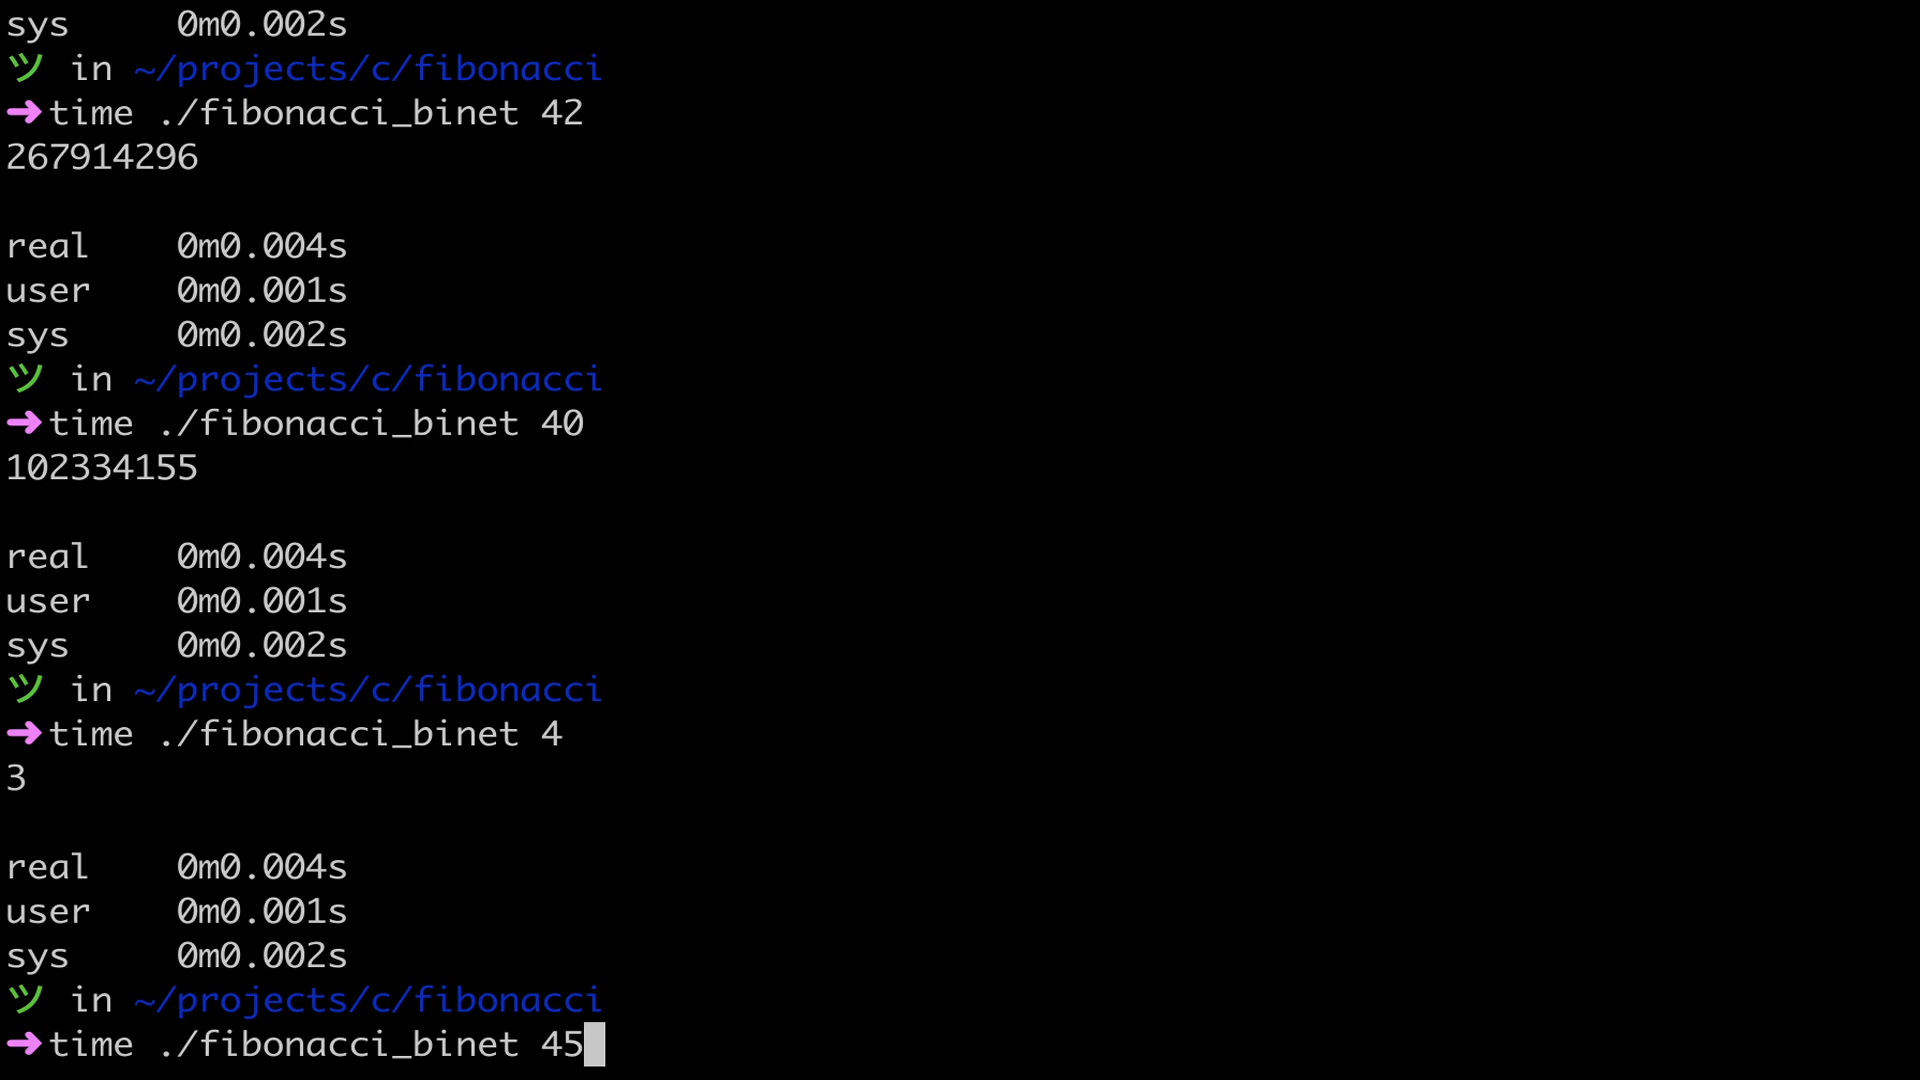 sys     0m0.002s
ツ in ~/projects/c/fibonacci
➜time ./fibonacci_binet 42
267914296
real    0m0.004s
user    0m0.001s
sys     0m0.002s
ツ in ~/projects/c/fibonacci
➜time ./fibonacci_binet 40
102334155
real    0m0.004s
user    0m0.001s
sys     0m0.002s
ツ in ~/projects/c/fibonacci
➜time ./fibonacci_binet 4
3
real    0m0.004s
user    0m0.001s
sys     0m0.002s
ツ in ~/projects/c/fibonacci
➜time ./fibonacci_binet 45